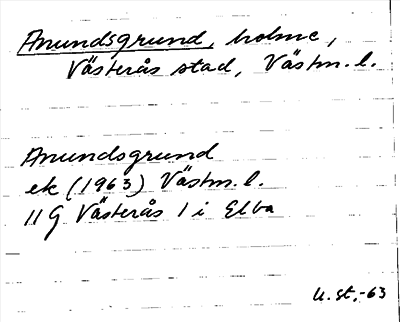 Anundsgrund, holme,
Västerås stad, Västm. l.
Anundsgrund
ek (1963) Västm. l.
11 G Västerås 1 i Elba
U. st. -63